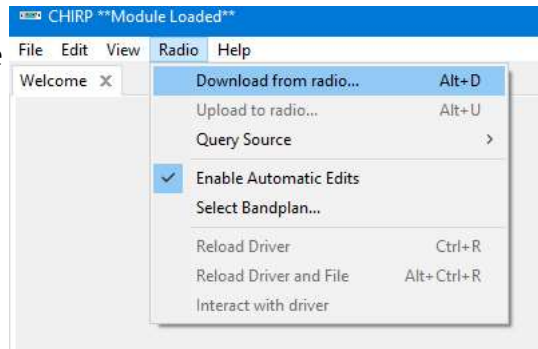 CHIRP **Module Loaded**
e
File Edit View Radio Help
Welcome
Download from radio... Alt+D
Upload to radio... Alt+U
Query Source
Enable Automatic Edits
Select Bandplan...
Reload Driver Ctrl+R
Reload Driver and File Alt+Ctrl+R
Interact with driver